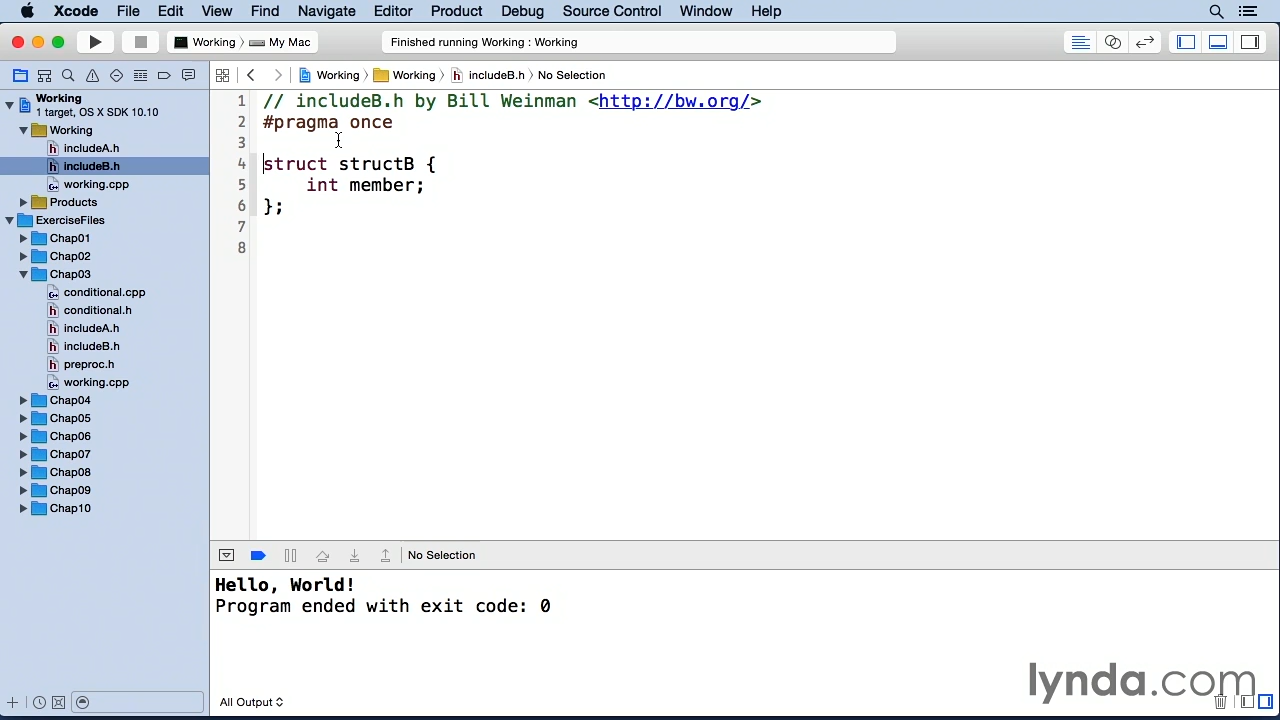 Xcode File Edit View Find Navigate Editor Product Debug Source Control Window Help
Working 〉 My Mac
Finished running Working : Working
Working 〉 Working 〉 includeB.h 〉 No Selection
Working
1 target, OS X SDK 10.10
Working
includeA.h
includeB.h
working.cpp
Products
ExerciseFiles
Chap01
Chap02
Chap03
conditional.cpp
conditional.h
includeA.h
includeB.h
preproc.h
working.cpp
Chap04
Chap05
Chap06
Chap07
Chap08
Chap09
Chap10
1 // includeB.h by Bill Weinman <http://bw.org/>
2 #pragma once
3
4 struct structB {
5     int member;
6 };
7
8
No Selection
Hello, World!
Program ended with exit code: 0
All Output
lynda.com